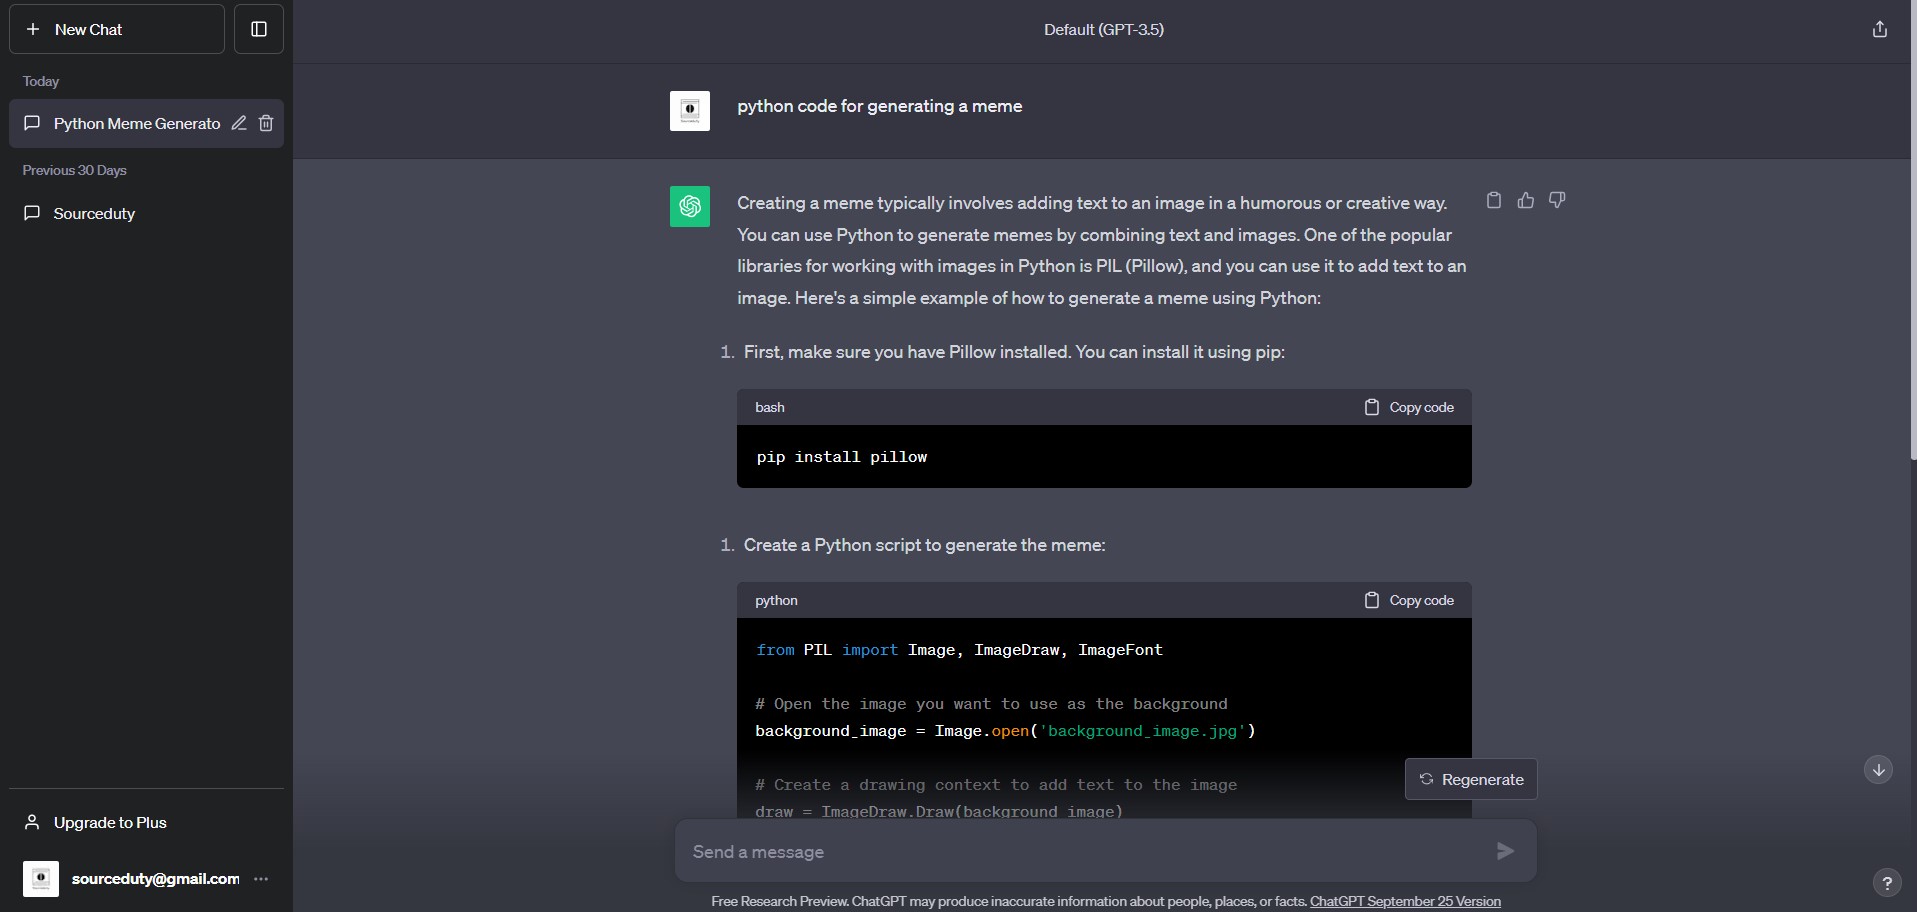 New Chat
Today
Python Meme Generato
Previous 30 Days
Sourceduty
Upgrade to Plus
sourceduty@gmail.com
Default (GPT-3.5)
python code for generating a meme
Creating a meme typically involves adding text to an image in a humorous or creative way.
You can use Python to generate memes by combining text and images. One of the popular
libraries for working with images in Python is PIL (Pillow), and you can use it to add text to an
image. Here's a simple example of how to generate a meme using Python:
1. First, make sure you have Pillow installed. You can install it using pip:
bash Copy code
pip install pillow
1. Create a Python script to generate the meme:
python Copy code
from PIL import Image, ImageDraw, ImageFont
# Open the image you want to use as the background
background_image = Image.open('background_image.jpg')
# Create a drawing context to add text to the image
draw = ImageDraw.Draw(background_image)
Regenerate
Send a message
Free Research Preview. ChatGPT may produce inaccurate information about people, places, or facts. ChatGPT September 25 Version
?